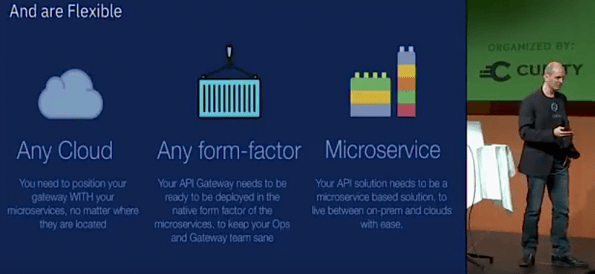 And are Flexible
ORGANIZED BY:
CURITY
Any Cloud
Any form-factor
Microservice
You need to position your
gateway WITH your
microservices, no matter where
they are located
Your API Gateway needs to be
ready to be deployed in the
native form factor of the
microservices, to keep your Ops
and Gateway team sane
Your API solution needs to be a
microservice based solution, to
live between on-prem and clouds
with ease.